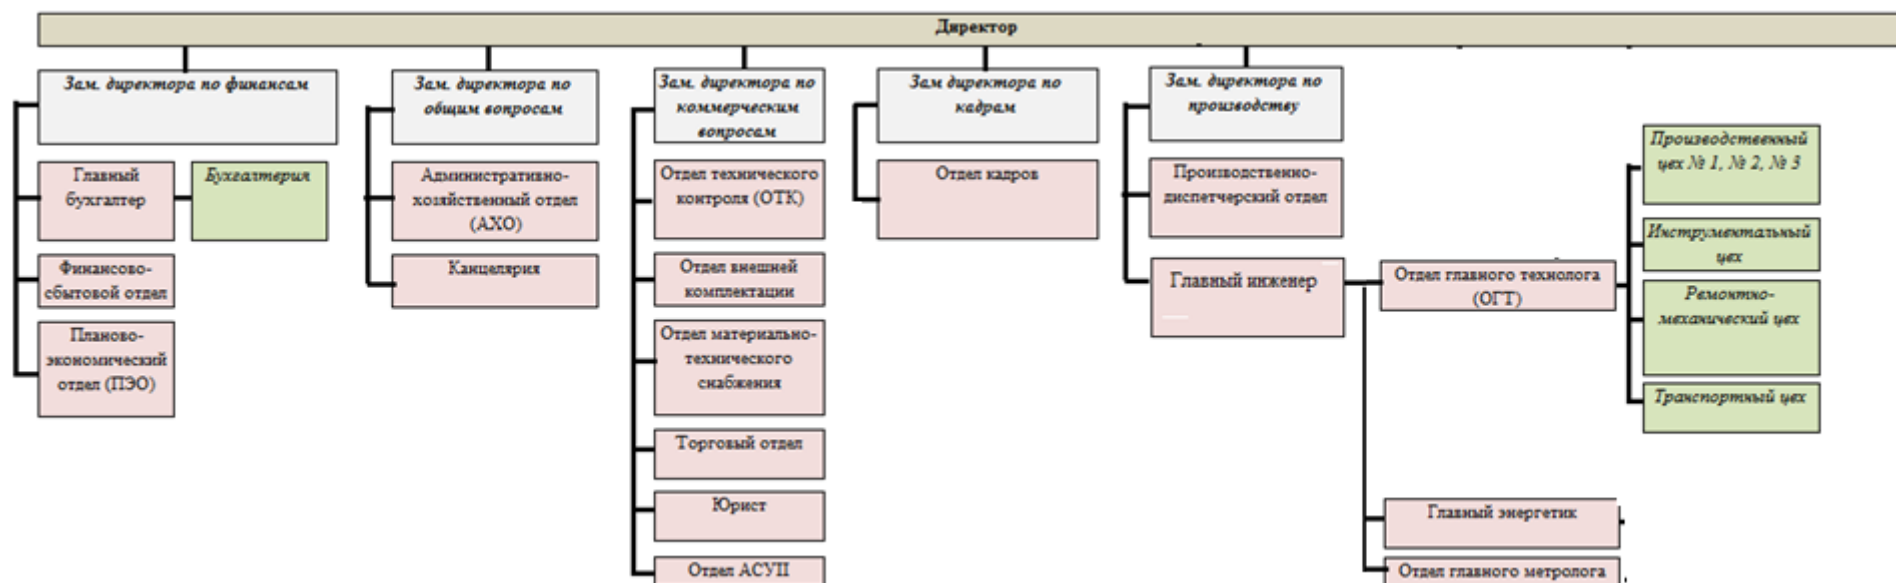 Директор
Зам. директора по финансам
Главный
бухгалтер
Бухгалтерия
Финансово-
сбытовой отдел
Планово-
экономический
отдел (ПЭО)
Зам. директора по
общим вопросам
Административно-
хозяйственный отдел
(АХО)
Канцелярия
Зам. директора по
коммерческим
вопросам
Отдел технического
контроля (ОТК)
Отдел внешней
комплектации
Отдел материально-
технического
снабжения
Торговый отдел
Юрист
Отдел АСУП
Зам директора по
кадрам
Отдел кадров
Зам. директора по
производству
Производственно-
диспетчерский отдел
Главный инженер
Отдел главного технолога
(ОГТ)
Производственный
цех № 1, № 2, № 3
Инструментальный
цех
Ремонтно-
механический цех
Транспортный цех
Главный энергетик
Отдел главного метролога